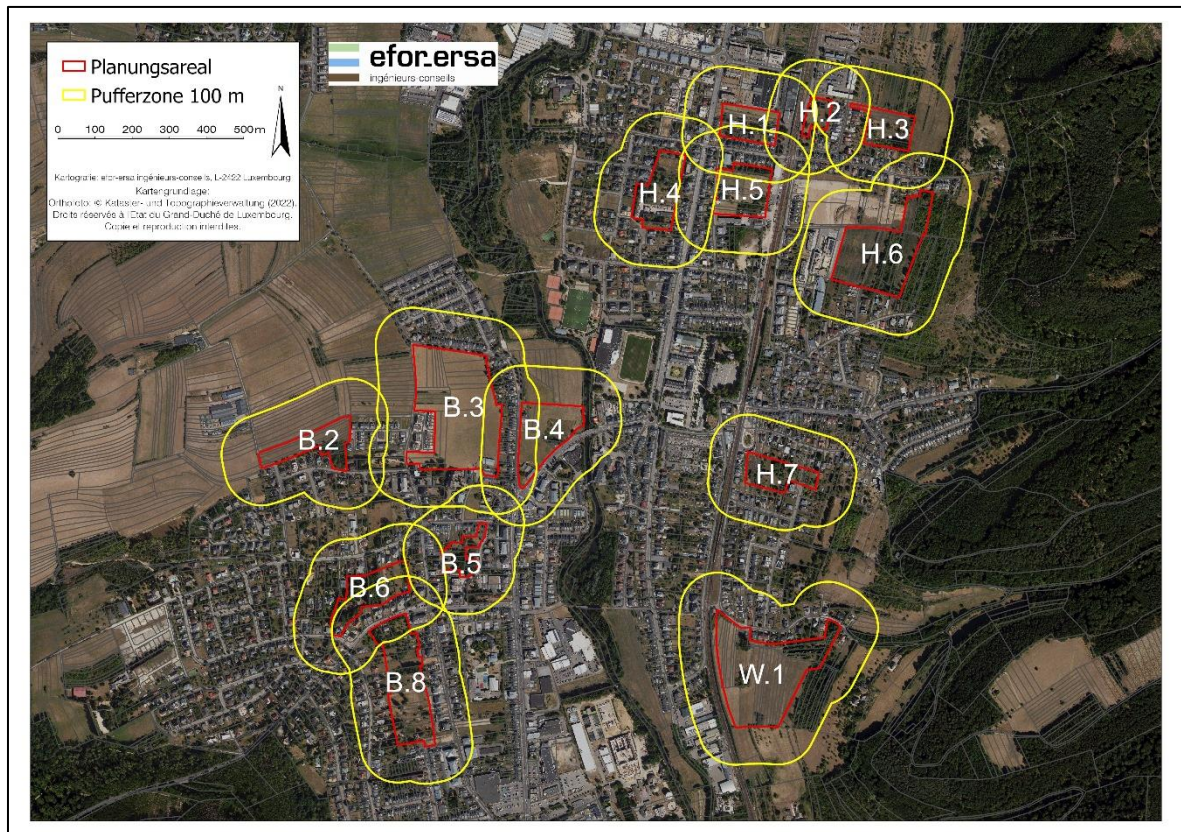 Planungsareal
Pufferzone 100 m
N
0 100 200 300 400 500m
Kartografie: efor-ersa ingénieurs-conseils, L-2422 Luxembourg
Kartengrundlage:
Orthofoto: © Kataster- und Topographieverwaltung (2022).
Droits réservés à l'Etat du Grand-Duché de Luxembourg.
Copie et reproduction interdites.
efor-ersa
ingénieurs-conseils
H.1
H.2
H.3
H.4
H.5
H.6
B.3
B.4
B.2
H.7
B.5
B.6
B.8
W.1